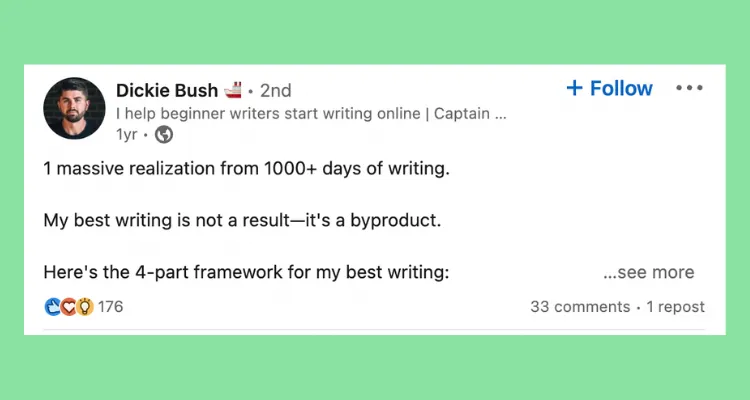 Dickie Bush 🚢 • 2nd
+ Follow •••
I help beginner writers start writing online | Captain ...
1yr •
1 massive realization from 1000+ days of writing.
My best writing is not a result—it's a byproduct.
Here's the 4-part framework for my best writing:
...see more
176
33 comments • 1 repost